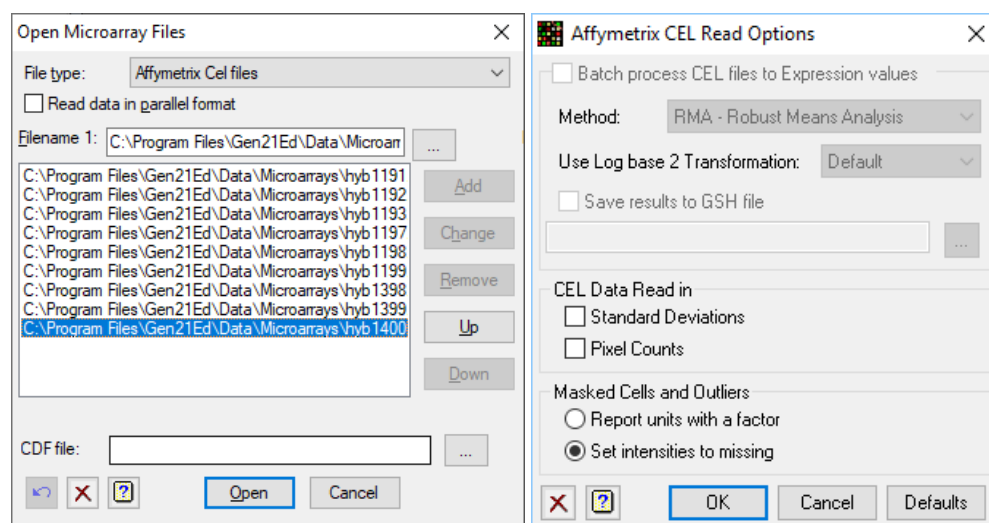 Open Microarray Files
File type: Affymetrix Cel files
Read data in parallel format
Filename 1: C:\Program Files\Gen21Ed\Data\Microarr ...
C:\Program Files\Gen21Ed\Data\Microarrays\hyb1191
C:\Program Files\Gen21Ed\Data\Microarrays\hyb1192
C:\Program Files\Gen21Ed\Data\Microarrays\hyb1193
C:\Program Files\Gen21Ed\Data\Microarrays\hyb1197
C:\Program Files\Gen21Ed\Data\Microarrays\hyb1198
C:\Program Files\Gen21Ed\Data\Microarrays\hyb1199
C:\Program Files\Gen21Ed\Data\Microarrays\hyb1398
C:\Program Files\Gen21Ed\Data\Microarrays\hyb1399
C:\Program Files\Gen21Ed\Data\Microarrays\hyb1400
Add
Change
Remove
Up
Down
CDF file: ...
? Open Cancel
Affymetrix CEL Read Options
Batch process CEL files to Expression values
Method: RMA - Robust Means Analysis
Use Log base 2 Transformation: Default
Save results to GSH file
...
CEL Data Read in
Standard Deviations
Pixel Counts
Masked Cells and Outliers
Report units with a factor
Set intensities to missing
? OK Cancel Defaults